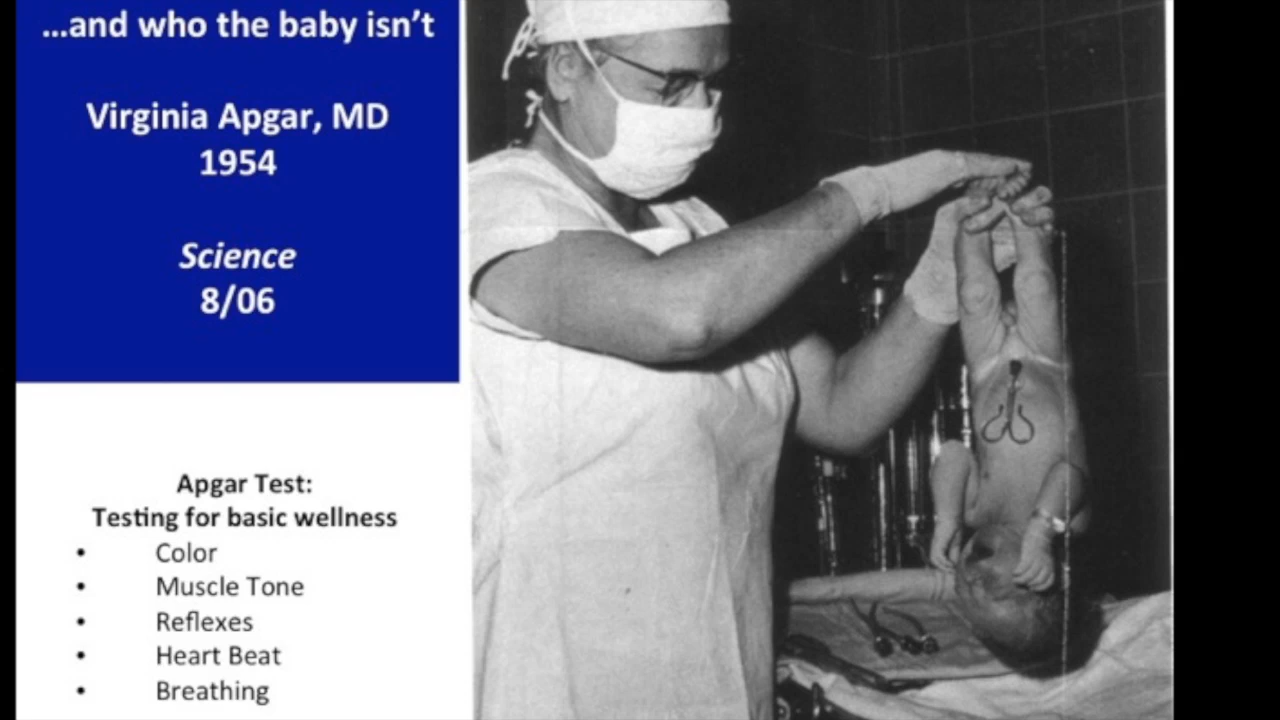 …and who the baby isn’t
Virginia Apgar, MD
1954
Science
8/06
Apgar Test:
Testing for basic wellness
• Color
• Muscle Tone
• Reflexes
• Heart Beat
• Breathing